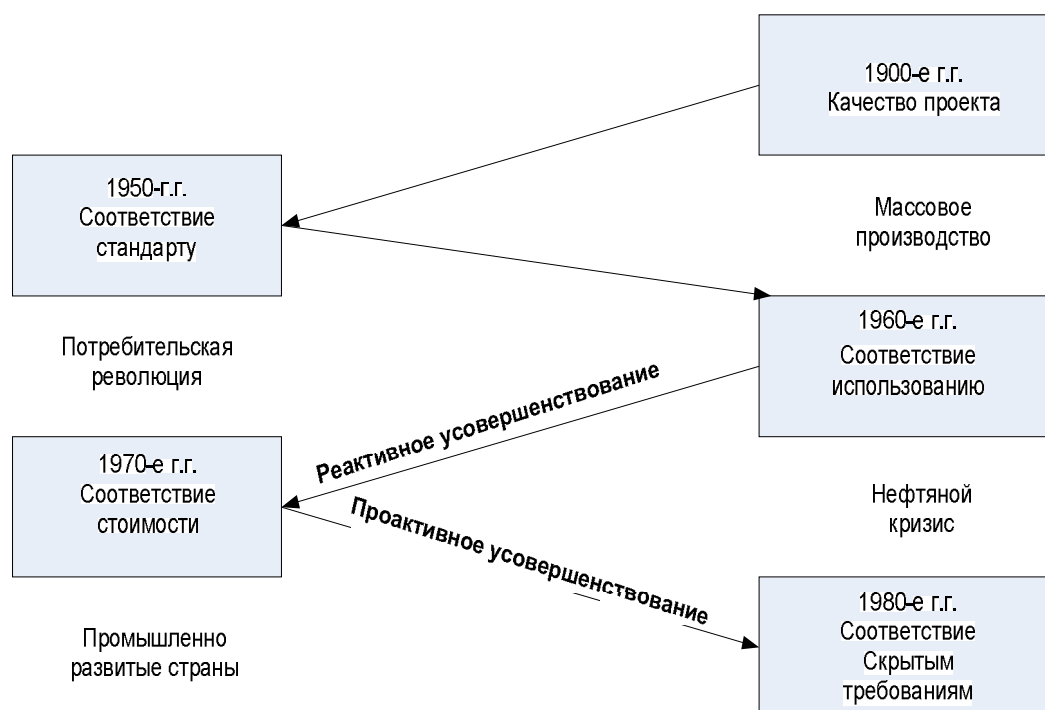 1900-е г.г.
Качество проекта
1950-г.г.
Соответствие
стандарту
Массовое
производство
1960-е г.г.
Соответствие
использованию
Потребительская
революция
Реактивное усовершенствование
1970-е г.г.
Соответствие
стоимости
Нефтяной
кризис
Проактивное усовершенствование
1980-е г.г.
Соответствие
Скрытым
требованиям
Промышленно
развитые страны